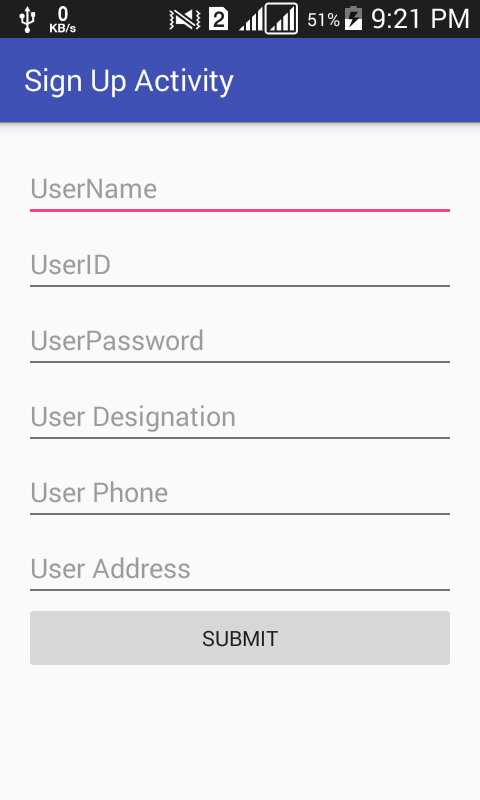 0
KB/s
2
51%
9:21 PM
Sign Up Activity
UserName
UserID
UserPassword
User Designation
User Phone
User Address
SUBMIT